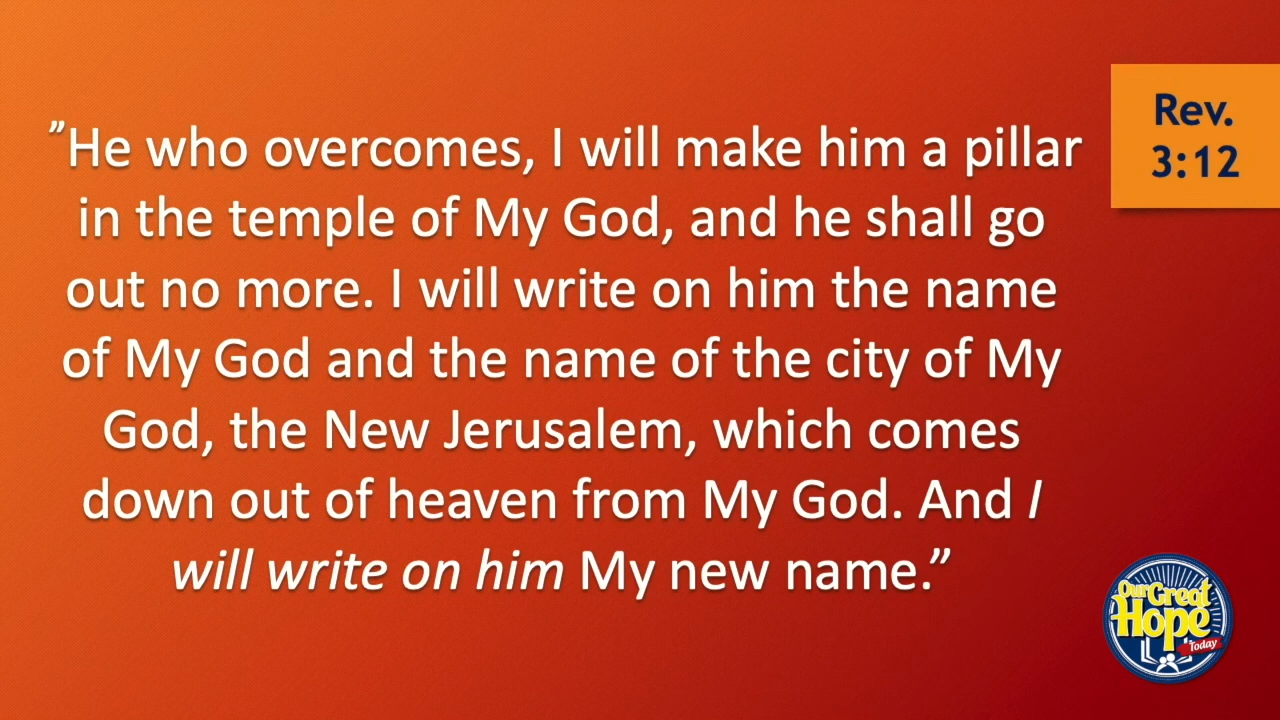 Rev.
3:12
”He who overcomes, I will make him a pillar
in the temple of My God, and he shall go
out no more. I will write on him the name
of My God and the name of the city of My
God, the New Jerusalem, which comes
down out of heaven from My God. And I
will write on him My new name.”
Our Great
Hope
Today